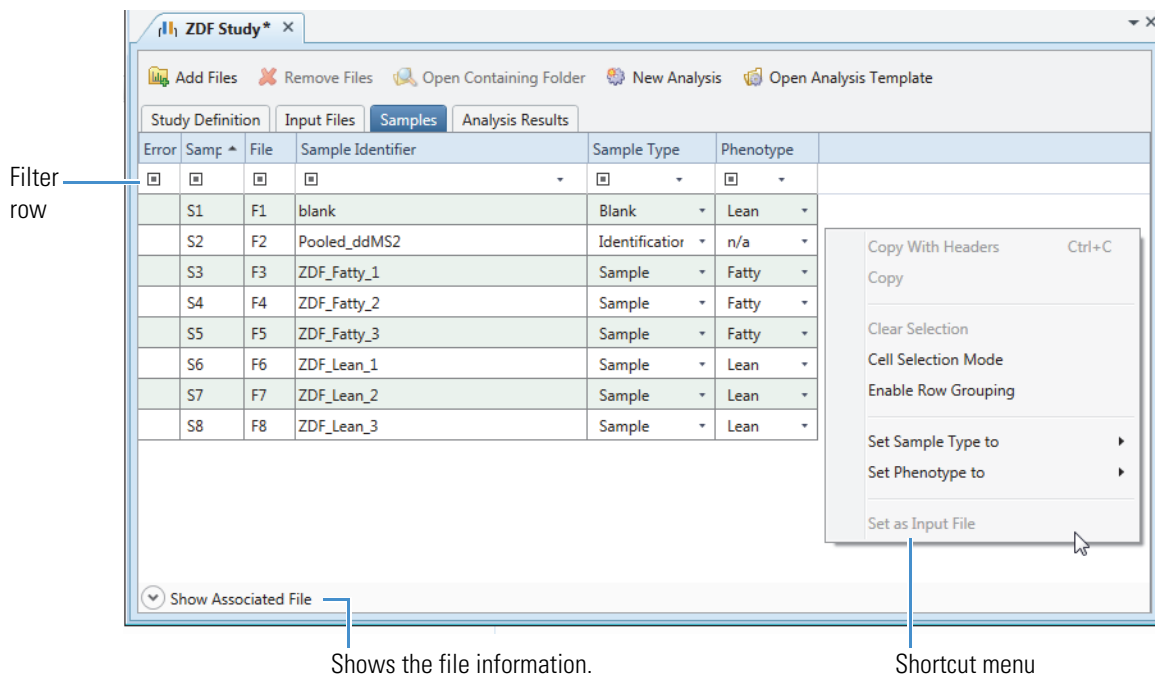 ZDF Study* ×
Add Files Remove Files Open Containing Folder New Analysis Open Analysis Template
Study Definition Input Files Samples Analysis Results
Error Samp File Sample Identifier Sample Type Phenotype
Filter
row
S1 F1 blank Blank Lean
S2 F2 Pooled_ddMS2 Identification n/a
S3 F3 ZDF_Fatty_1 Sample Fatty
S4 F4 ZDF_Fatty_2 Sample Fatty
S5 F5 ZDF_Fatty_3 Sample Fatty
S6 F6 ZDF_Lean_1 Sample Lean
S7 F7 ZDF_Lean_2 Sample Lean
S8 F8 ZDF_Lean_3 Sample Lean
Copy With Headers Ctrl+C
Copy
Clear Selection
Cell Selection Mode
Enable Row Grouping
Set Sample Type to
Set Phenotype to
Set as Input File
Show Associated File
Shows the file information.
Shortcut menu